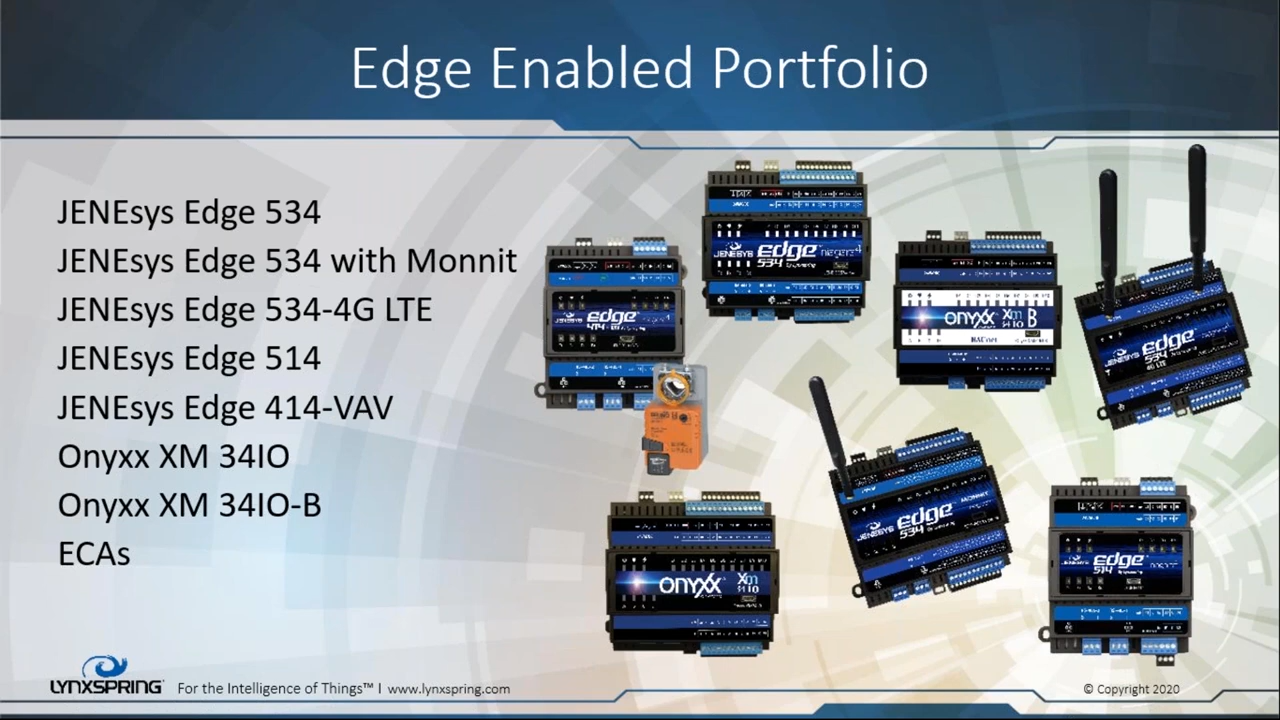 Edge Enabled Portfolio
JENEsys Edge 534
JENEsys Edge 534 with Monnit
JENEsys Edge 534-4G LTE
JENEsys Edge 514
JENEsys Edge 414-VAV
Onyxx XM 34IO
Onyxx XM 34IO-B
ECAs
JENESYS edge niagara4
534
JENESYS edge
414
onyxx Xm B
34IO
BACnet
JENESYS edge
534
4G LTE
JENESYS edge MONNIT
534
onyxx Xm
34IO
JENESYS edge
514
LYNXSPRING For the Intelligence of Things™ | www.lynxspring.com
© Copyright 2020